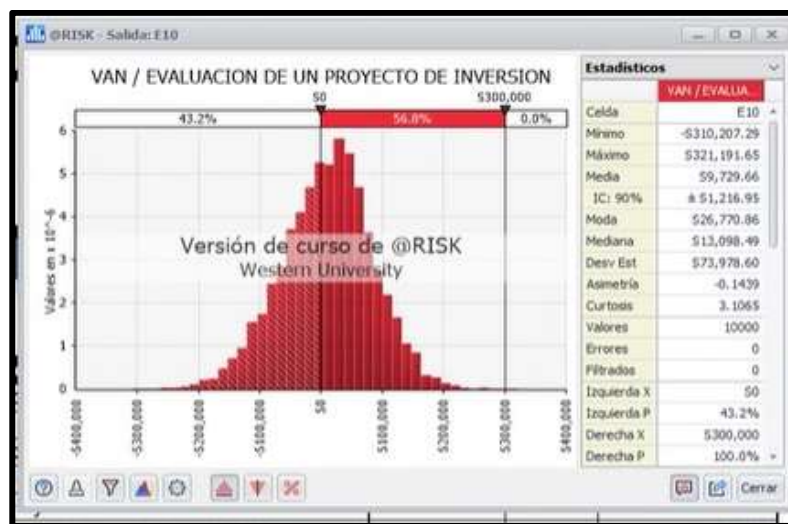 @RISK - Salida: E10
VAN / EVALUACION DE UN PROYECTO DE INVERSION
$0 $300,000
43.2% 56.8% 0.0%
6
5
4
3
2
1
0
Valores en x 10^-6
Versión de curso de @RISK
Western University
-$400,000
-$300,000
-$200,000
-$100,000
$0
$100,000
$200,000
$300,000
$400,000
Estadísticos
VAN / EVALUA...
Celda E10
Mínimo -$310,207.29
Máximo $321,191.65
Media $9,729.66
IC: 90% ± $1,216.95
Moda $26,770.86
Mediana $13,098.49
Desv Est $73,978.60
Asimetría -0.1439
Curtosis 3.1065
Valores 10000
Errores 0
Filtrados 0
Izquierda X $0
Izquierda P 43.2%
Derecha X $300,000
Derecha P 100.0%
Cerrar